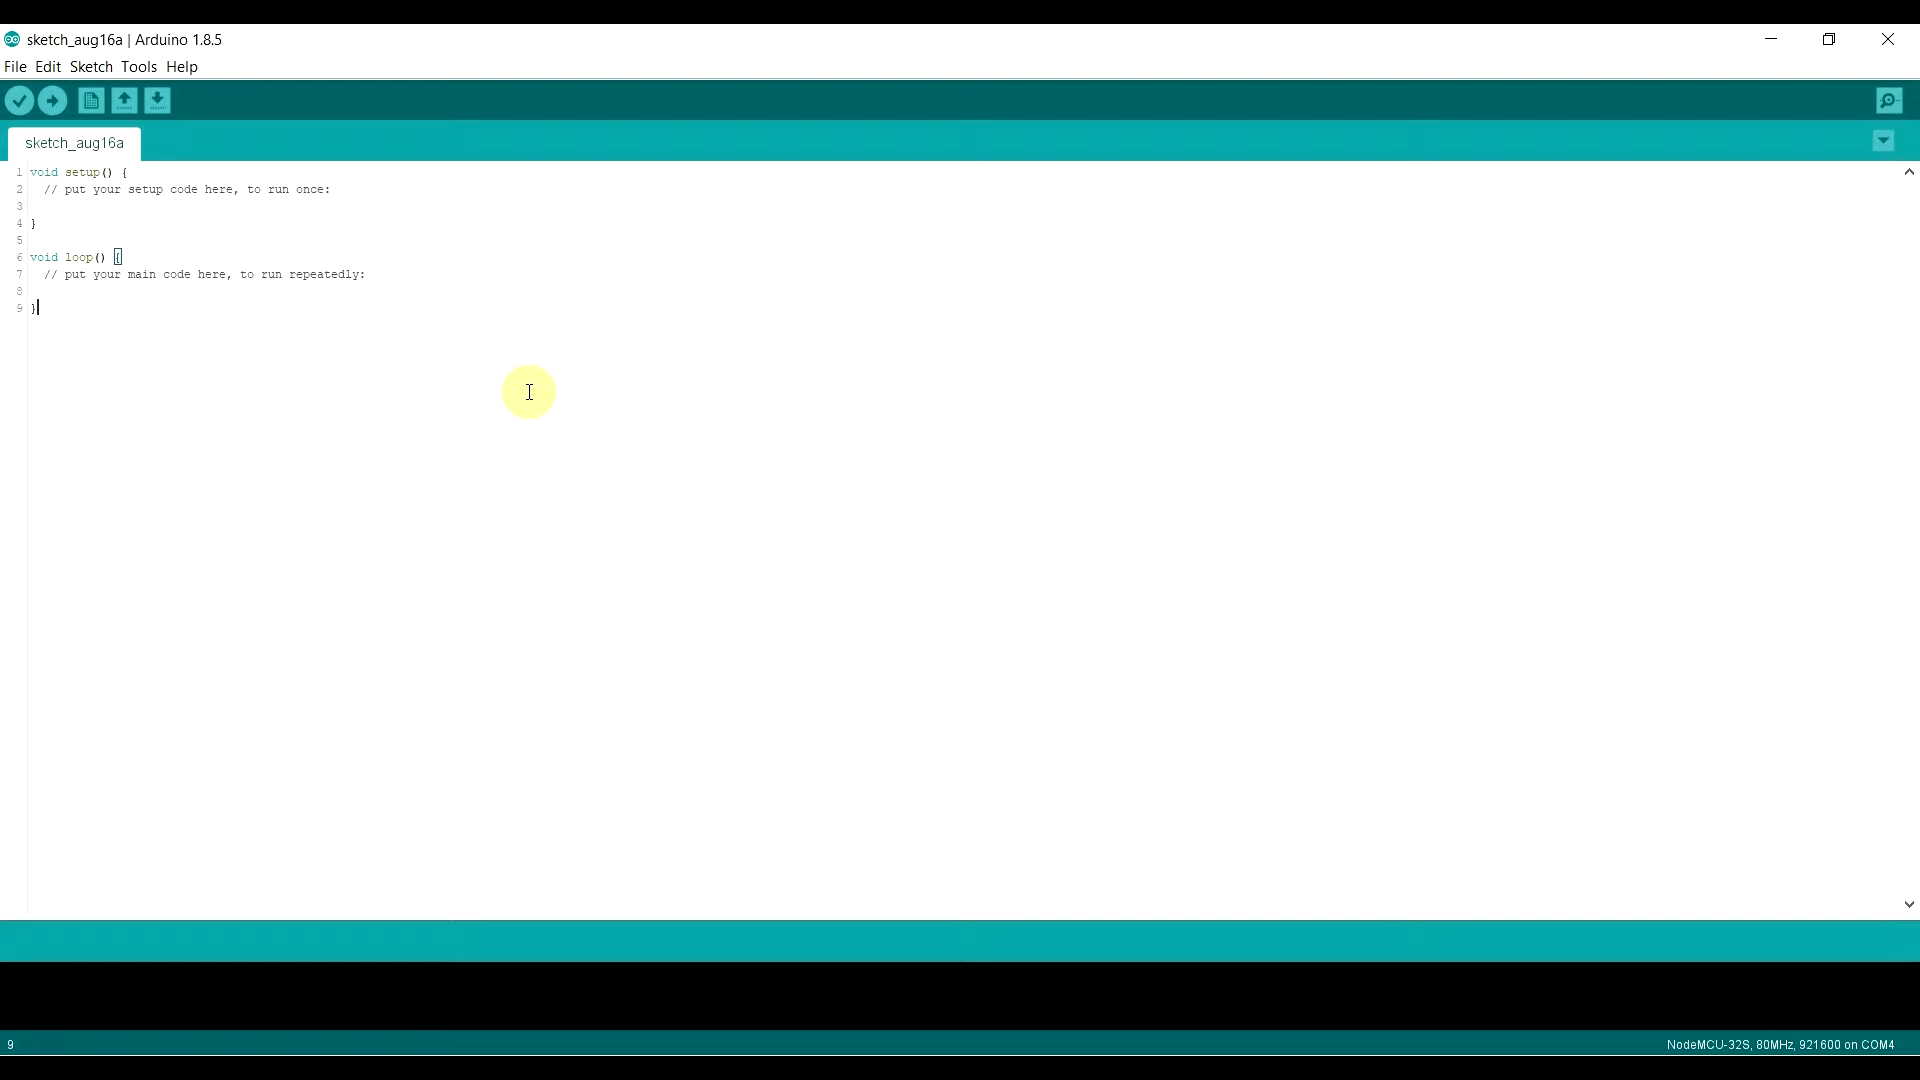 sketch_aug16a | Arduino 1.8.5
File Edit Sketch Tools Help
sketch_aug16a
1 void setup() {
2 // put your setup code here, to run once:
3
4 }
5
6 void loop() {
7 // put your main code here, to run repeatedly:
8
9 }
9 NodeMCU-32S, 80MHz, 921600 on COM4